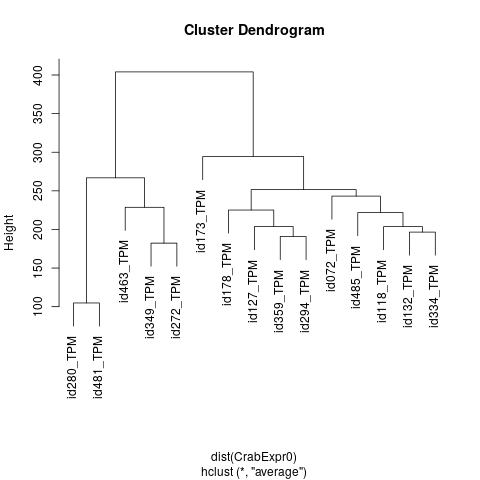 Cluster Dendrogram
Height
400
350
300
250
200
150
100
id280_TPM
id481_TPM
id463_TPM
id349_TPM
id272_TPM
id173_TPM
id178_TPM
id127_TPM
id359_TPM
id294_TPM
id072_TPM
id485_TPM
id118_TPM
id132_TPM
id334_TPM
dist(CrabExpr0)
hclust (*, "average")